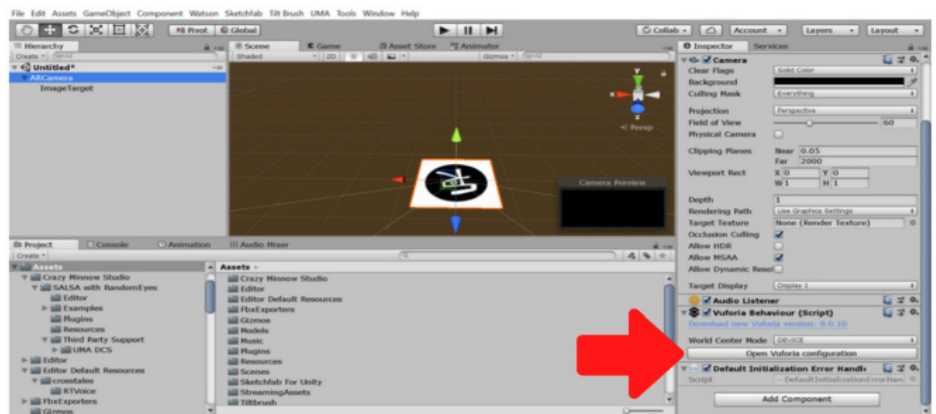 File Edit Assets GameObject Component Watson Sketchfab Tilt Brush UMA Tools Window Help
Pivot Global Collab Account Layers Layout
Hierarchy Scene Game Asset Store Animator Inspector Services
Create Shaded 2D Gizmos
Untitled*
ARCamera
ImageTarget
y
x
z
Persp
Camera Preview
Camera
Clear Flags Solid Color
Background
Culling Mask Everything
Projection Perspective
Field of View 60
Physical Camera
Clipping Planes Near 0.05
Far 2000
Viewport Rect X 0 Y 0
W 1 H 1
Depth 1
Rendering Path Use Graphics Settings
Target Texture None (Render Texture)
Occlusion Culling
Allow HDR
Allow MSAA
Allow Dynamic Resol
Target Display Display 1
Audio Listener
Vuforia Behaviour (Script)
Download new Vuforia version: 8.0.10
World Center Mode DEVICE
Open Vuforia configuration
Default Initialization Error Handle
Script DefaultInitializationErrorHan
Add Component
Project Console Animation Audio Mixer
Create
Assets
Crazy Minnow Studio
SALSA with RandomEyes
Editor
Examples
Plugins
Resources
Third Party Support
UMA DCS
Editor
Editor Default Resources
crosstales
RTVoice
FbxExporters
Gizmos
Assets
Crazy Minnow Studio
Editor
Editor Default Resources
FbxExporters
Gizmos
Models
Music
Plugins
Resources
Scenes
Sketchfab For Unity
StreamingAssets
TiltBrush